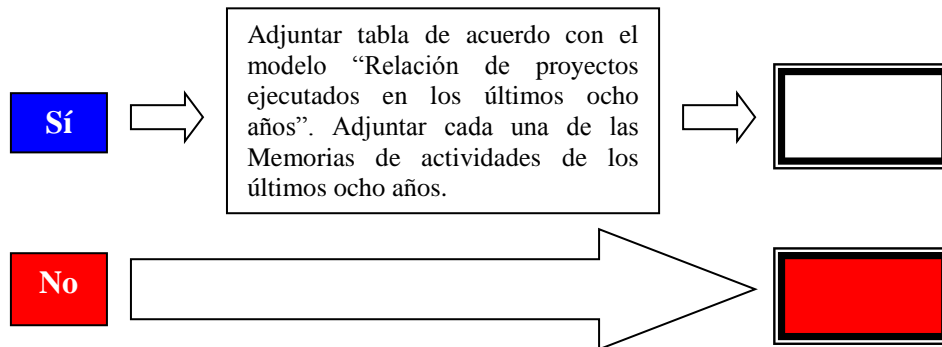 Adjuntar tabla de acuerdo con el
modelo “Relación de proyectos
ejecutados en los últimos ocho
años”. Adjuntar cada una de las
Memorias de actividades de los
últimos ocho años.
Sí
No